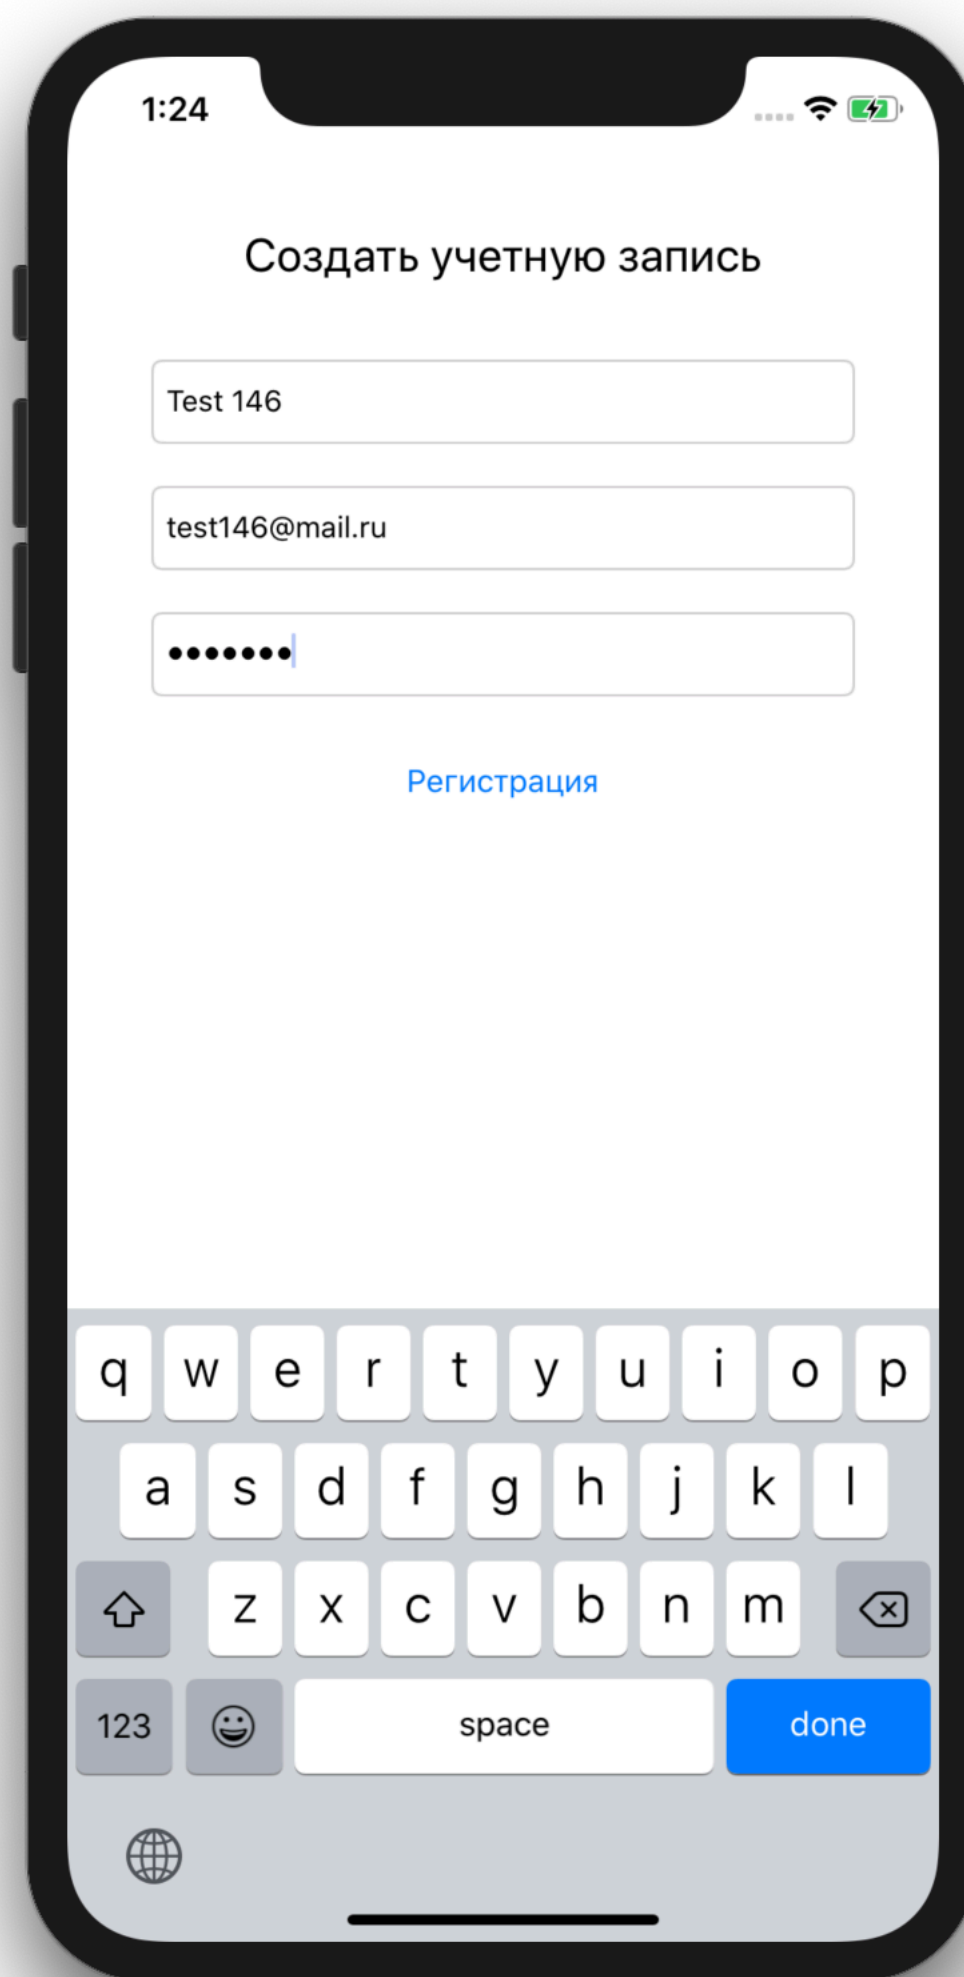 1:24
Создать учетную запись
Test 146
test146@mail.ru
•••••••
Регистрация
q w e r t y u i o p
a s d f g h j k l
z x c v b n m
123 space done